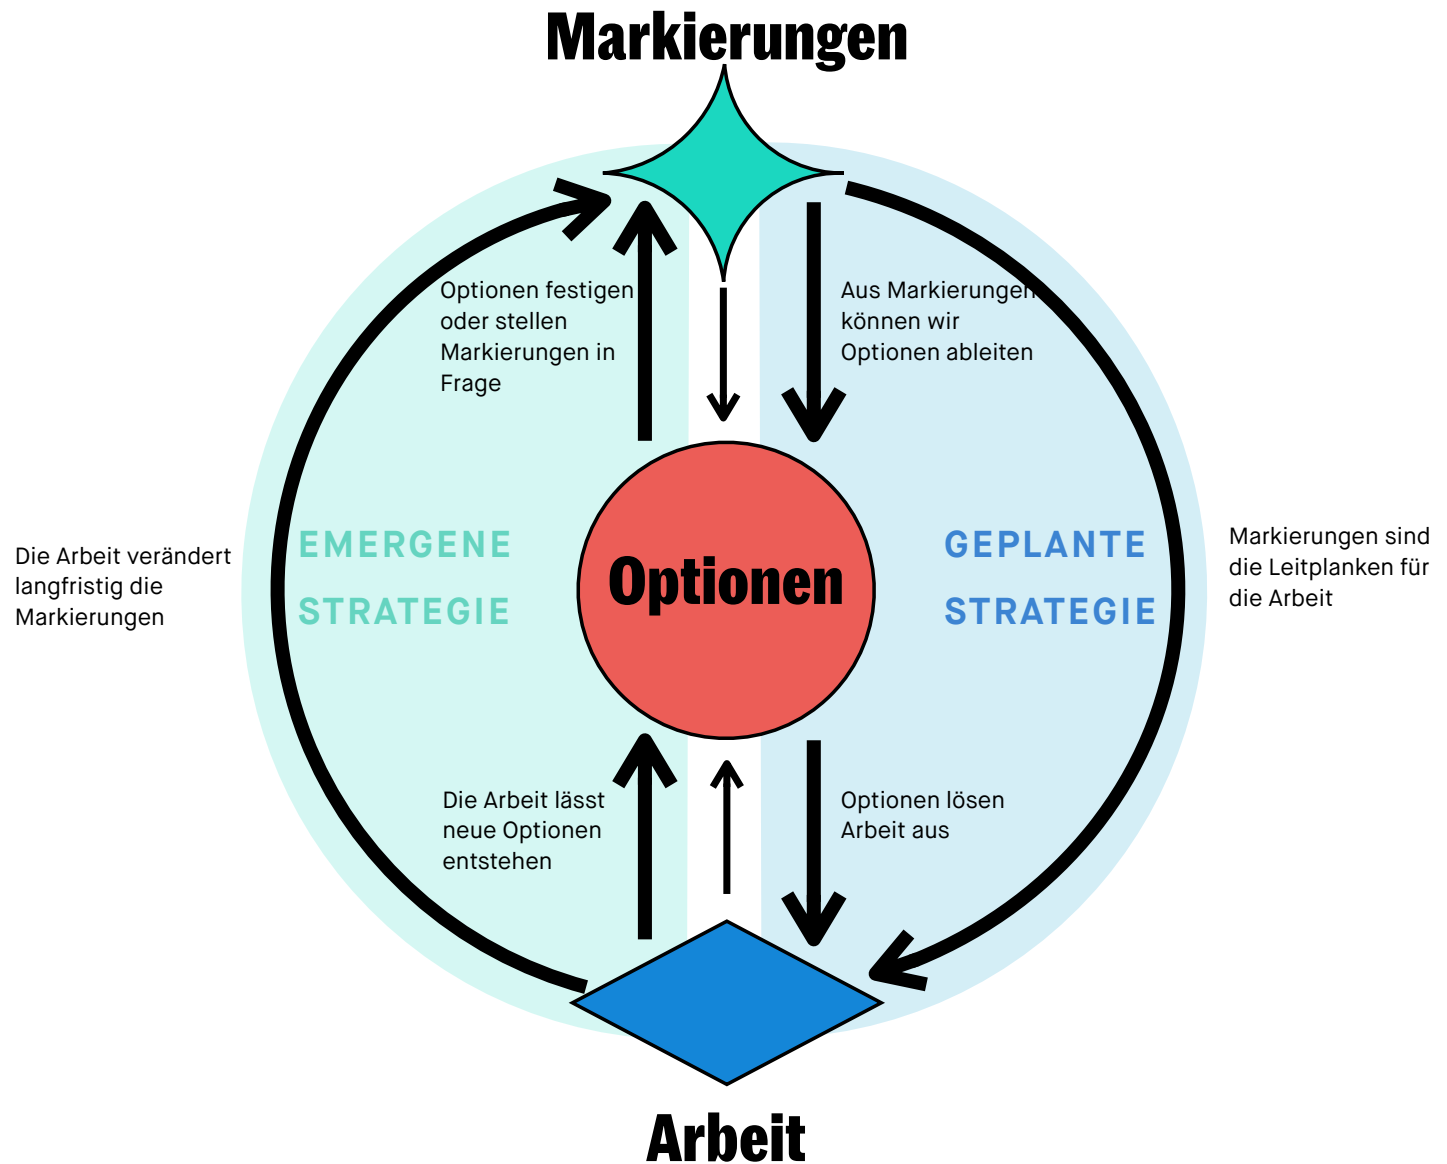 Markierungen
Optionen festigen
oder stellen
Markierungen in
Frage
Aus Markierungen
können wir
Optionen ableiten
Die Arbeit verändert
langfristig die
Markierungen
EMERGENE
STRATEGIE
Optionen
GEPLANTE
STRATEGIE
Markierungen sind
die Leitplanken für
die Arbeit
Die Arbeit lässt
neue Optionen
entstehen
Optionen lösen
Arbeit aus
Arbeit